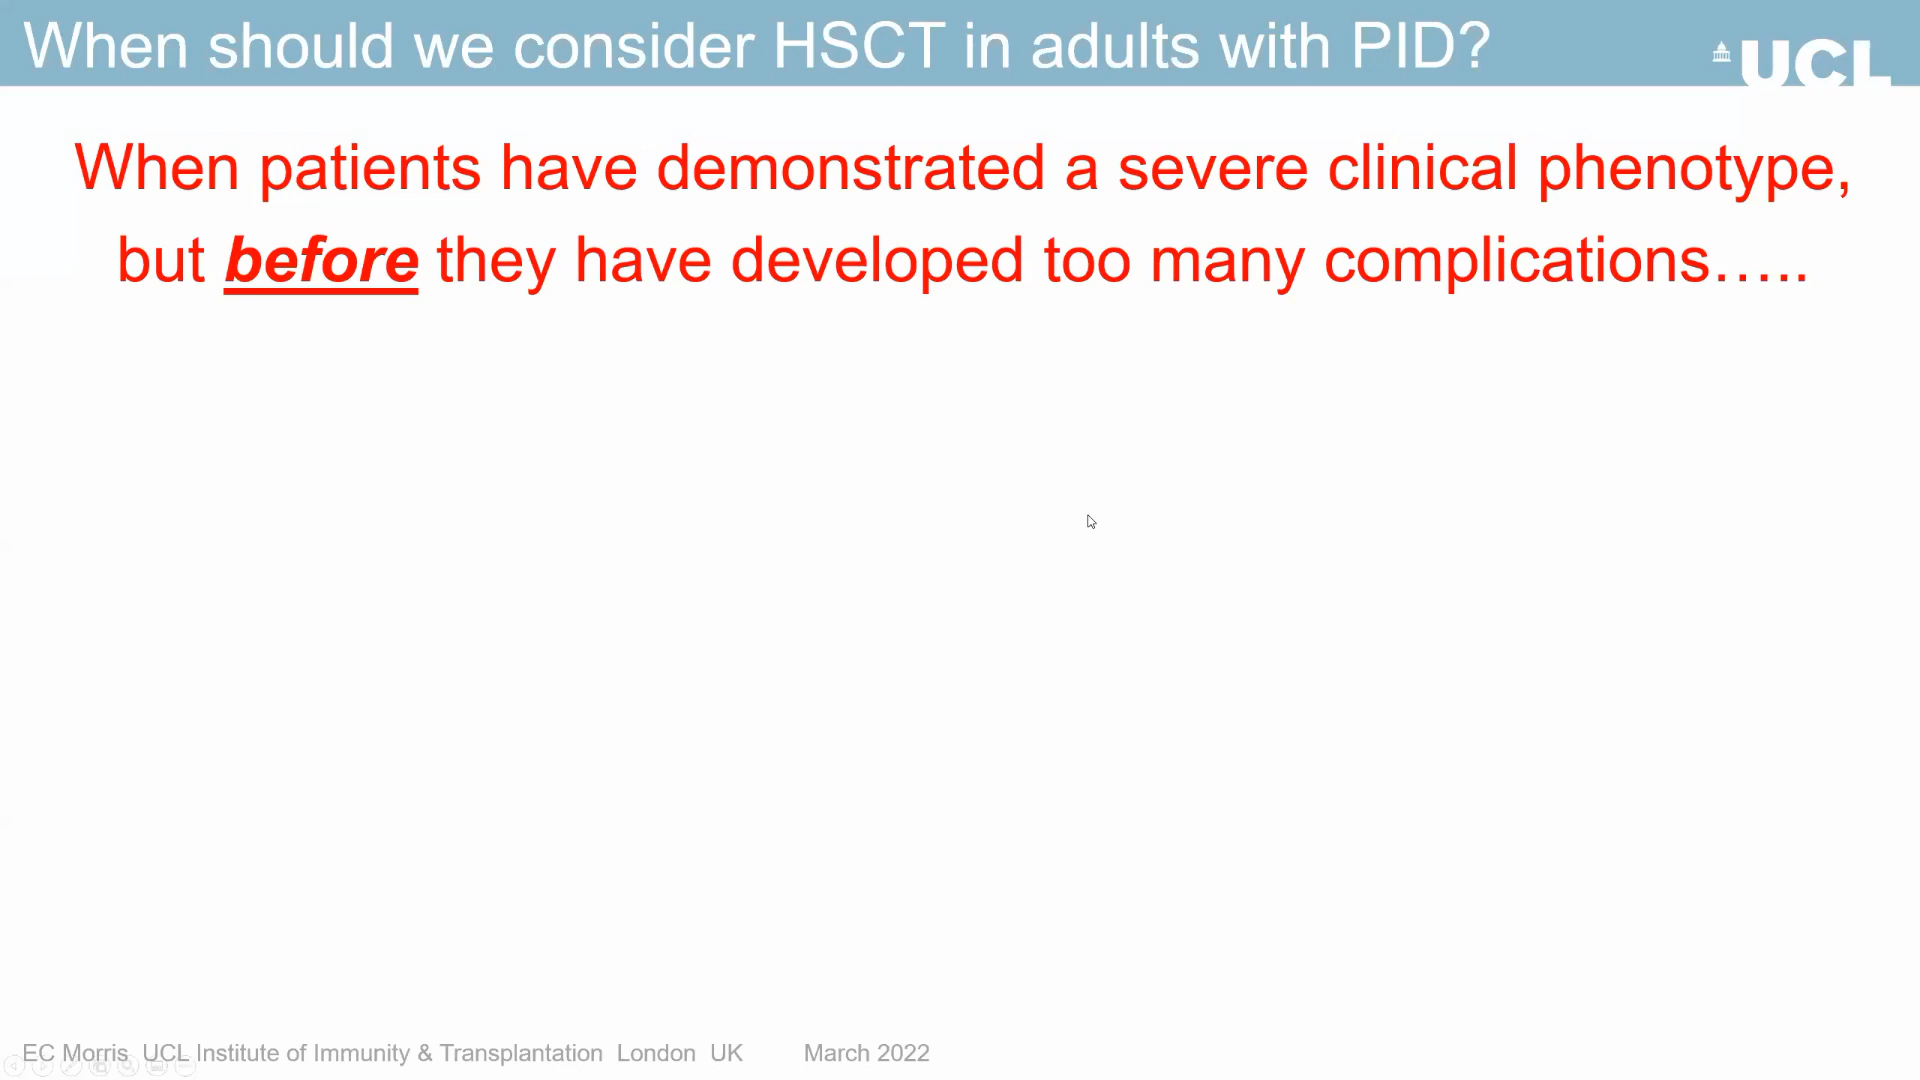 When should we consider HSCT in adults with PID?
UCL
When patients have demonstrated a severe clinical phenotype,
but before they have developed too many complications…..
EC Morris UCL Institute of Immunity & Transplantation London UK March 2022